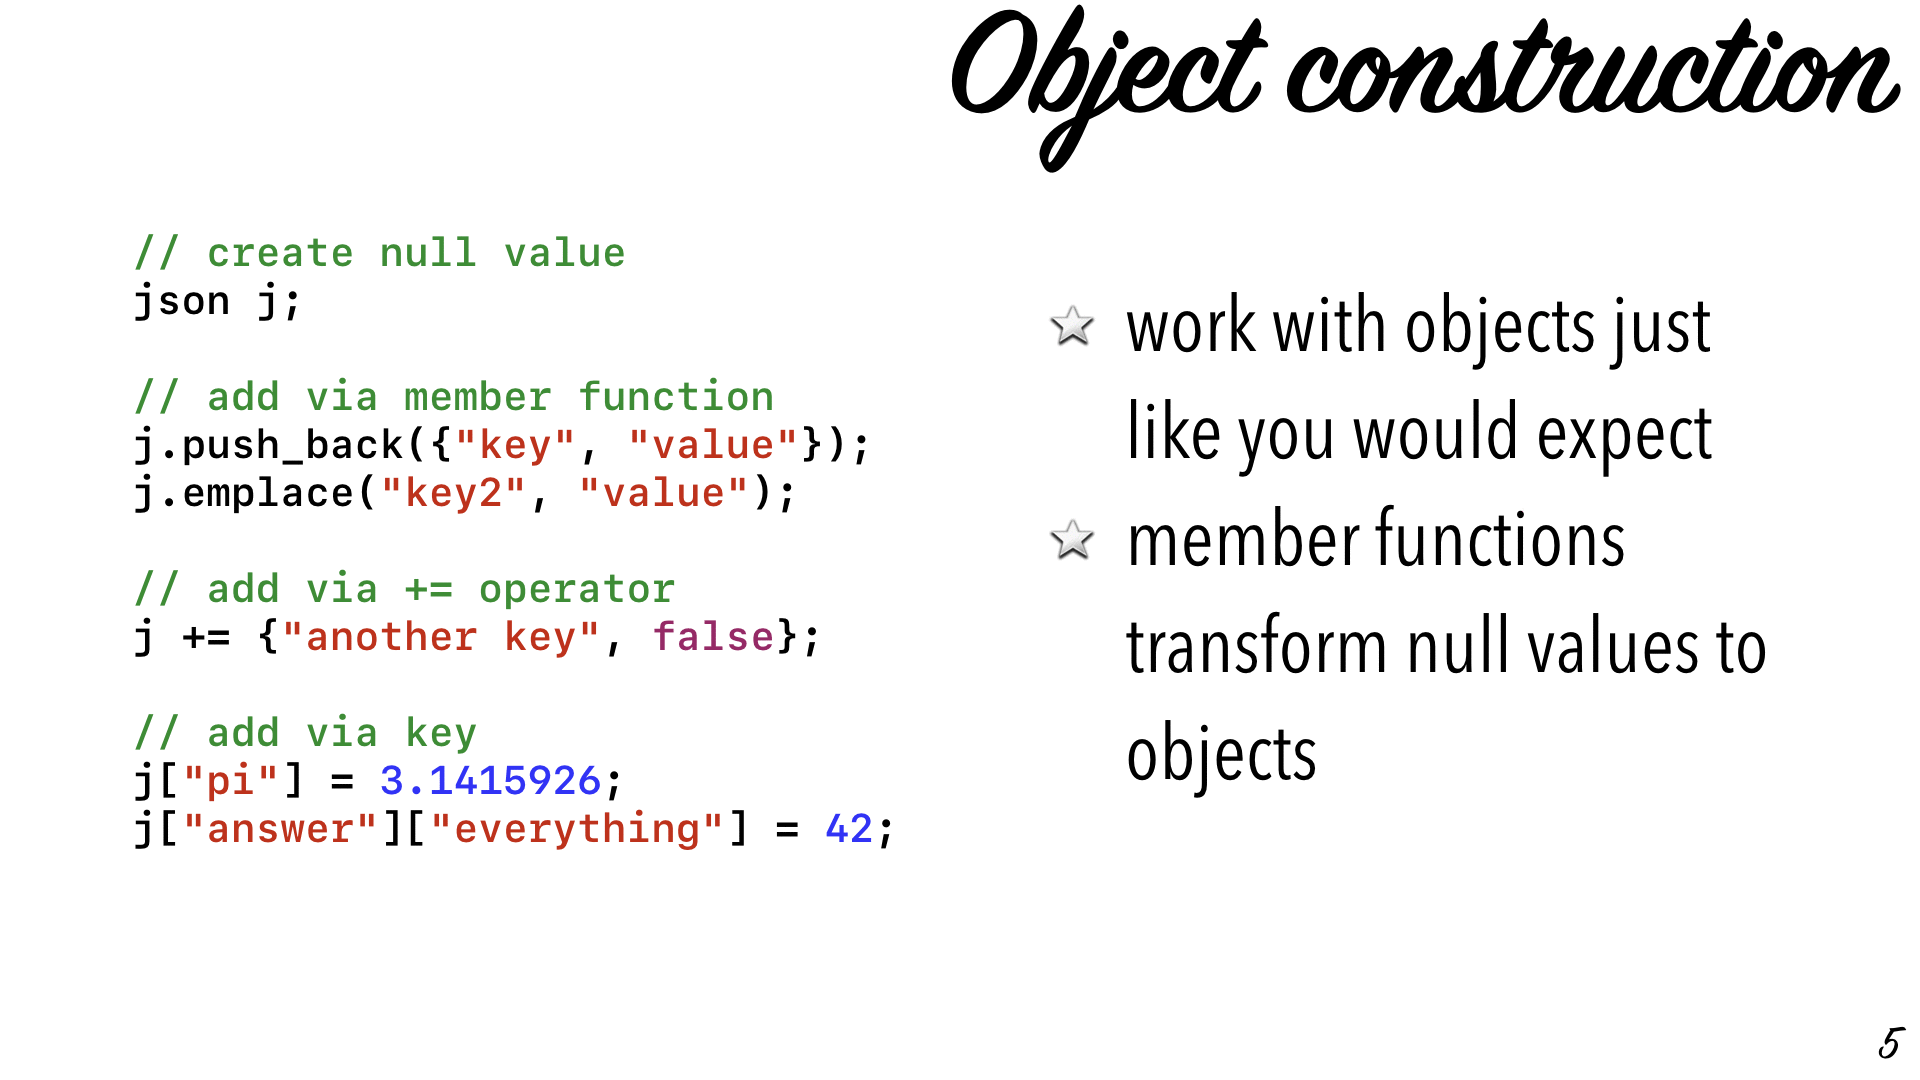 Object construction
// create null value
json j;
// add via member function
j.push_back({"key", "value"});
j.emplace("key2", "value");
// add via += operator
j += {"another key", false};
// add via key
j["pi"] = 3.1415926;
j["answer"]["everything"] = 42;
work with objects just
like you would expect
member functions
transform null values to
objects
5